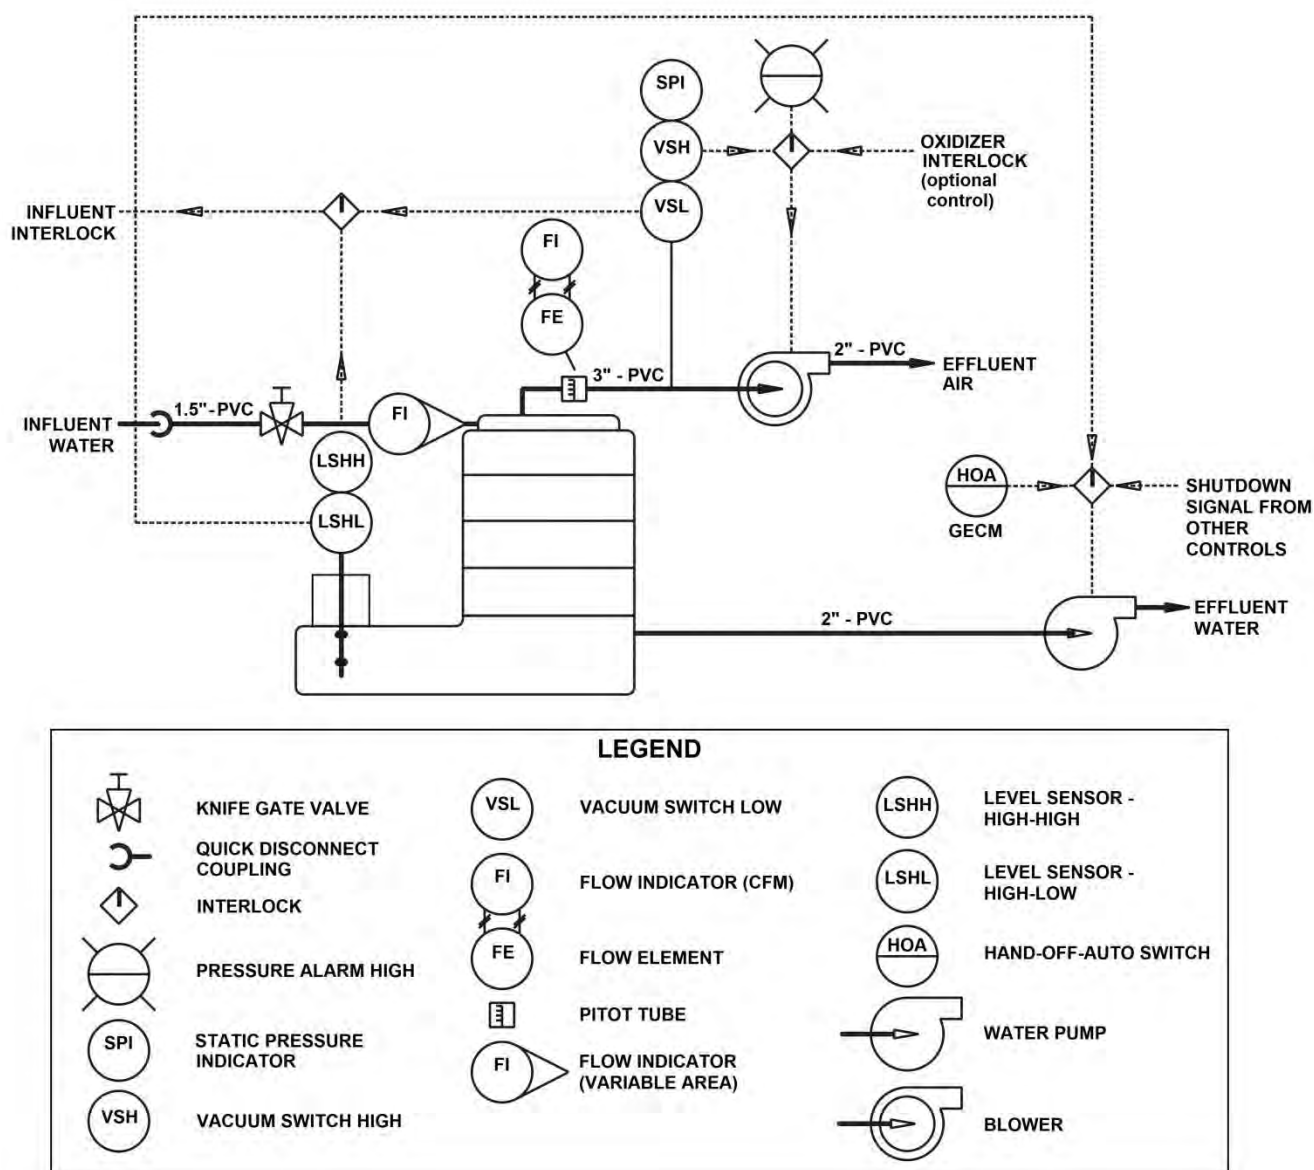 SPI
VSH
VSL
OXIDIZER
INTERLOCK
(optional
control)
INFLUENT
INTERLOCK
FI
FE
3" - PVC
2" - PVC
EFFLUENT
AIR
1.5"- PVC
INFLUENT
WATER
FI
LSHH
LSHL
HOA
GECM
SHUTDOWN
SIGNAL FROM
OTHER
CONTROLS
2" - PVC
EFFLUENT
WATER
LEGEND
KNIFE GATE VALVE
QUICK DISCONNECT
COUPLING
INTERLOCK
PRESSURE ALARM HIGH
SPI
STATIC PRESSURE
INDICATOR
VSH
VACUUM SWITCH HIGH
VSL
VACUUM SWITCH LOW
FI
FLOW INDICATOR (CFM)
FE
FLOW ELEMENT
PITOT TUBE
FI
FLOW INDICATOR
(VARIABLE AREA)
LSHH
LEVEL SENSOR -
HIGH-HIGH
LSHL
LEVEL SENSOR -
HIGH-LOW
HOA
HAND-OFF-AUTO SWITCH
WATER PUMP
BLOWER